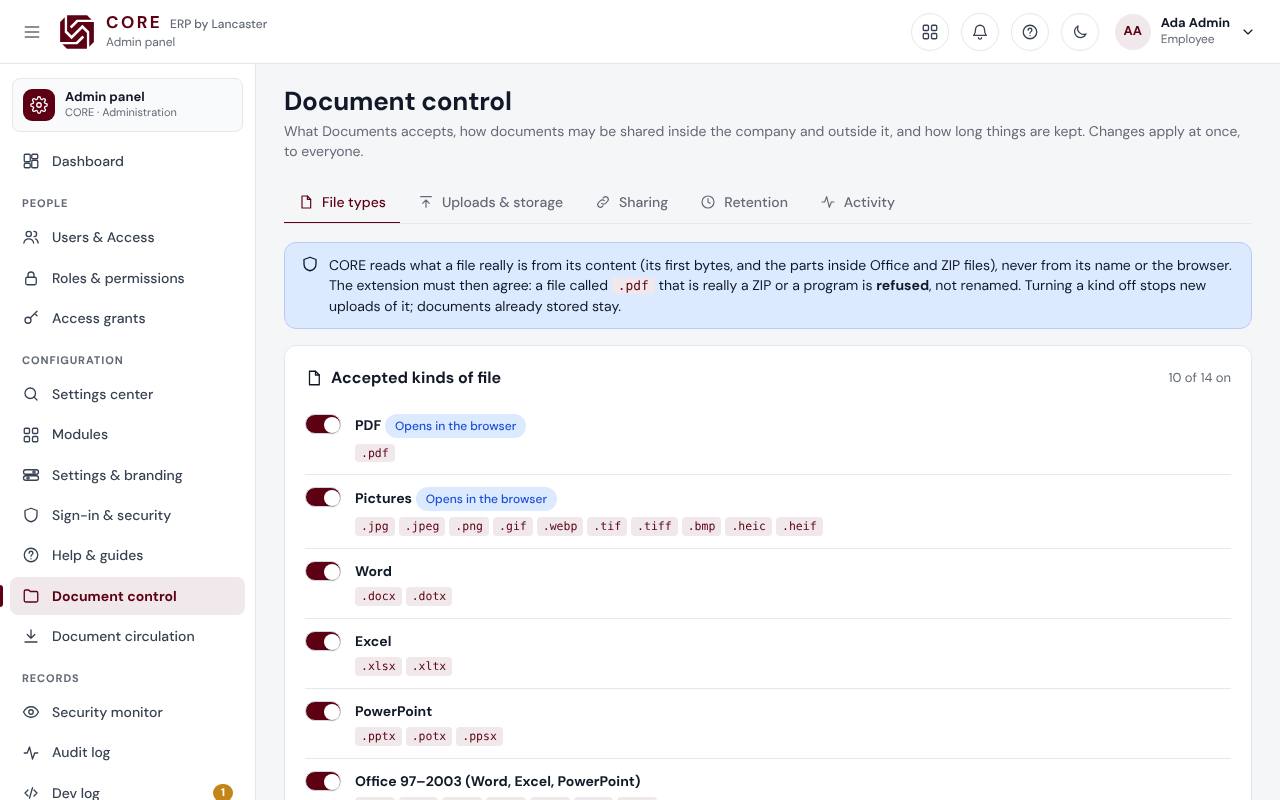 CORE ERP by Lancaster
Admin panel
AA
Ada Admin
Employee
Admin panel
CORE · Administration
Dashboard
PEOPLE
Users & Access
Roles & permissions
Access grants
CONFIGURATION
Settings center
Modules
Settings & branding
Sign-in & security
Help & guides
Document control
Document circulation
RECORDS
Security monitor
Audit log
Dev log 1
Document control
What Documents accepts, how documents may be shared inside the company and outside it, and how long things are kept. Changes apply at once,
to everyone.
File types Uploads & storage Sharing Retention Activity
CORE reads what a file really is from its content (its first bytes, and the parts inside Office and ZIP files), never from its name or the browser.
The extension must then agree: a file called .pdf that is really a ZIP or a program is refused, not renamed. Turning a kind off stops new
uploads of it; documents already stored stay.
Accepted kinds of file 10 of 14 on
PDF Opens in the browser
.pdf
Pictures Opens in the browser
.jpg .jpeg .png .gif .webp .tif .tiff .bmp .heic .heif
Word
.docx .dotx
Excel
.xlsx .xltx
PowerPoint
.pptx .potx .ppsx
Office 97–2003 (Word, Excel, PowerPoint)